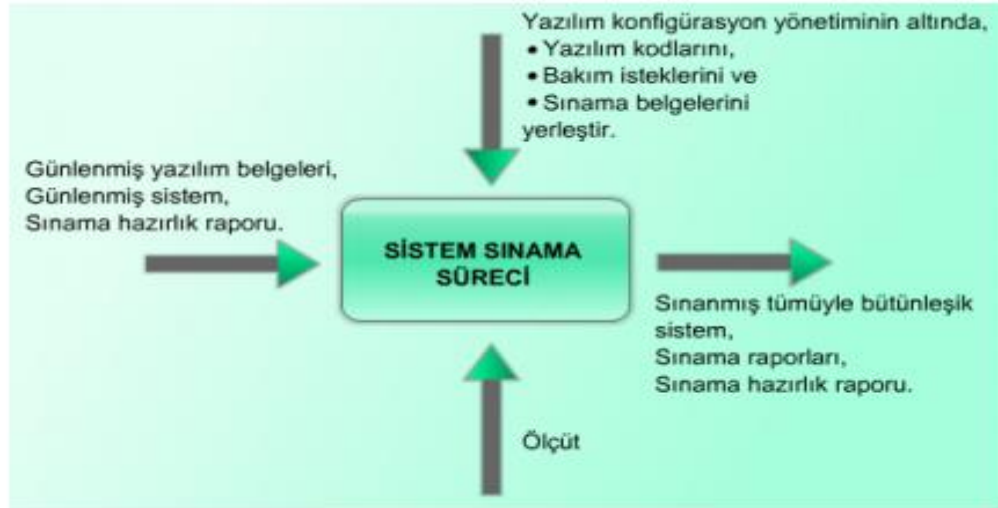 Yazılım konfigürasyon yönetiminin altında,
• Yazılım kodlarını,
• Bakım isteklerini ve
• Sınama belgelerini
yerleştir.
Günlenmiş yazılım belgeleri,
Günlenmiş sistem,
Sınama hazırlık raporu.
SİSTEM SINAMA
SÜRECİ
Sınanmış tümüyle bütünleşik
sistem,
Sınama raporları,
Sınama hazırlık raporu.
Ölçüt